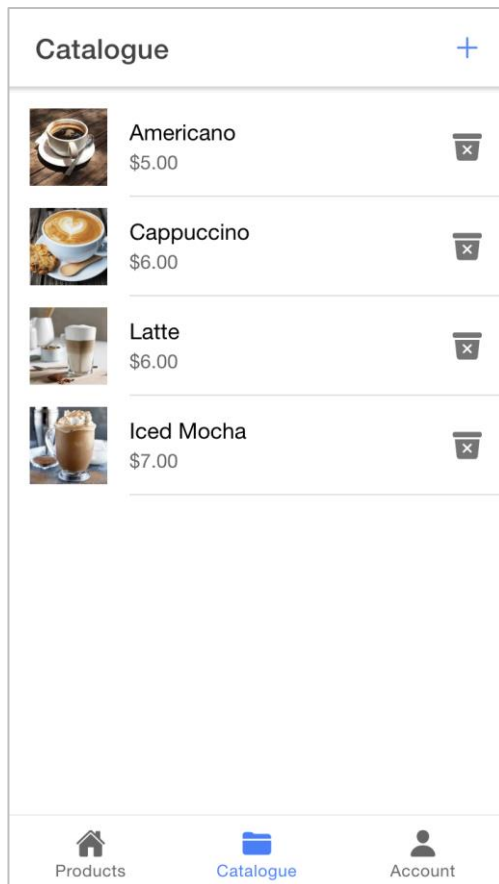 Catalogue
Americano
$5.00
Cappuccino
$6.00
Latte
$6.00
Iced Mocha
$7.00
Products Catalogue Account